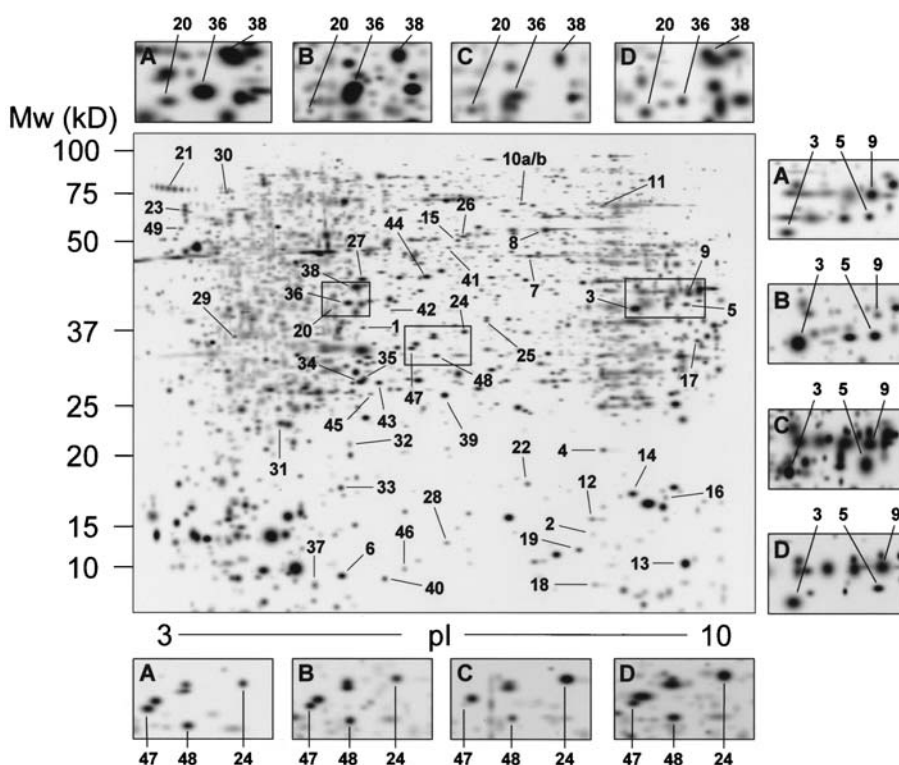 20 36 38 20 36 38 20 36 38 20 36 38
A B C D
Mw (kD)
100
75
50
37
25
20
15
10
21 30 10a/b 11
23 15 26
49 44 8
27 41 9
38 7
36 3 5
29 20 42 24
1
34 35 25
47 48 17
45 43 39
31 32 22 4 14
33 12 16
28 2
37 6 46 19 13
40 18
3 5 9
A
3 5 9
B
3 5 9
C
3 5 9
D
3 pI 10
A B C D
47 48 24 47 48 24 47 48 24 47 48 24